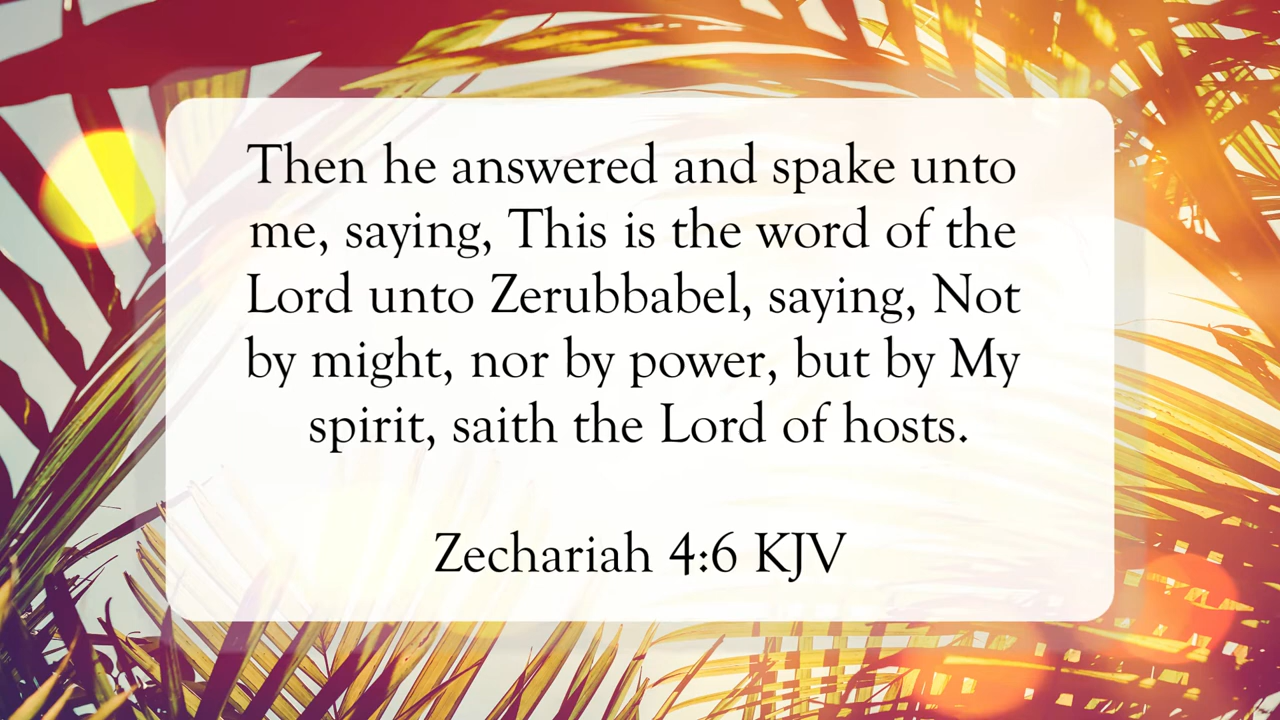 Then he answered and spake unto
me, saying, This is the word of the
Lord unto Zerubbabel, saying, Not
by might, nor by power, but by My
spirit, saith the Lord of hosts.
Zechariah 4:6 KJV